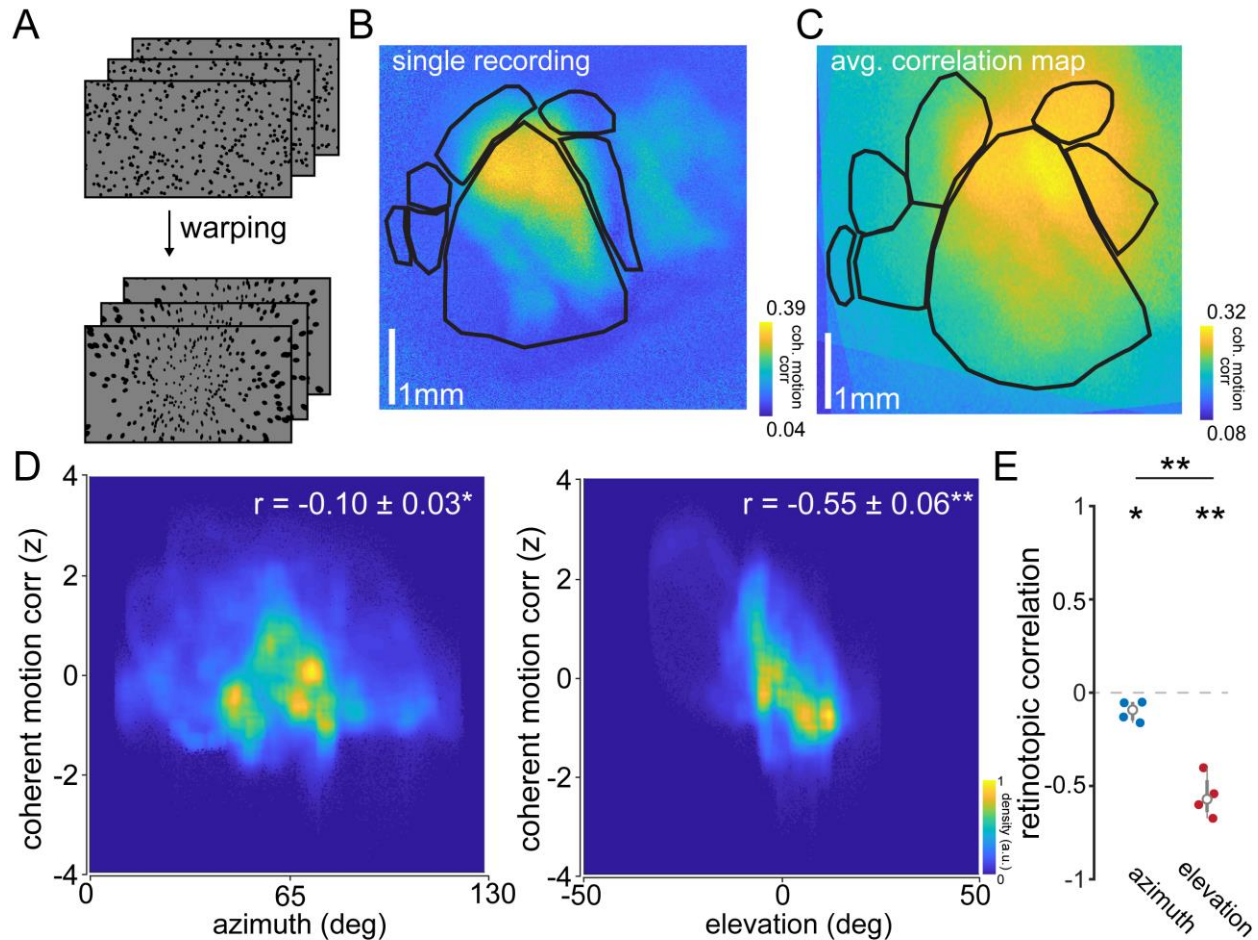 A
warping
B
single recording
1mm
0.39
coh. motion
corr
0.04
C
avg. correlation map
1mm
0.32
coh. motion
corr
0.08
D
r = -0.10 ± 0.03*
coherent motion corr (z)
4
2
0
-2
-4
0
65
130
azimuth (deg)
r = -0.55 ± 0.06**
coherent motion corr (z)
4
2
0
-2
-4
-50
0
50
elevation (deg)
1
density (a.u.)
0
E
**
* **
retinotopic correlation
1
0.5
0
-0.5
-1
azimuth
elevation